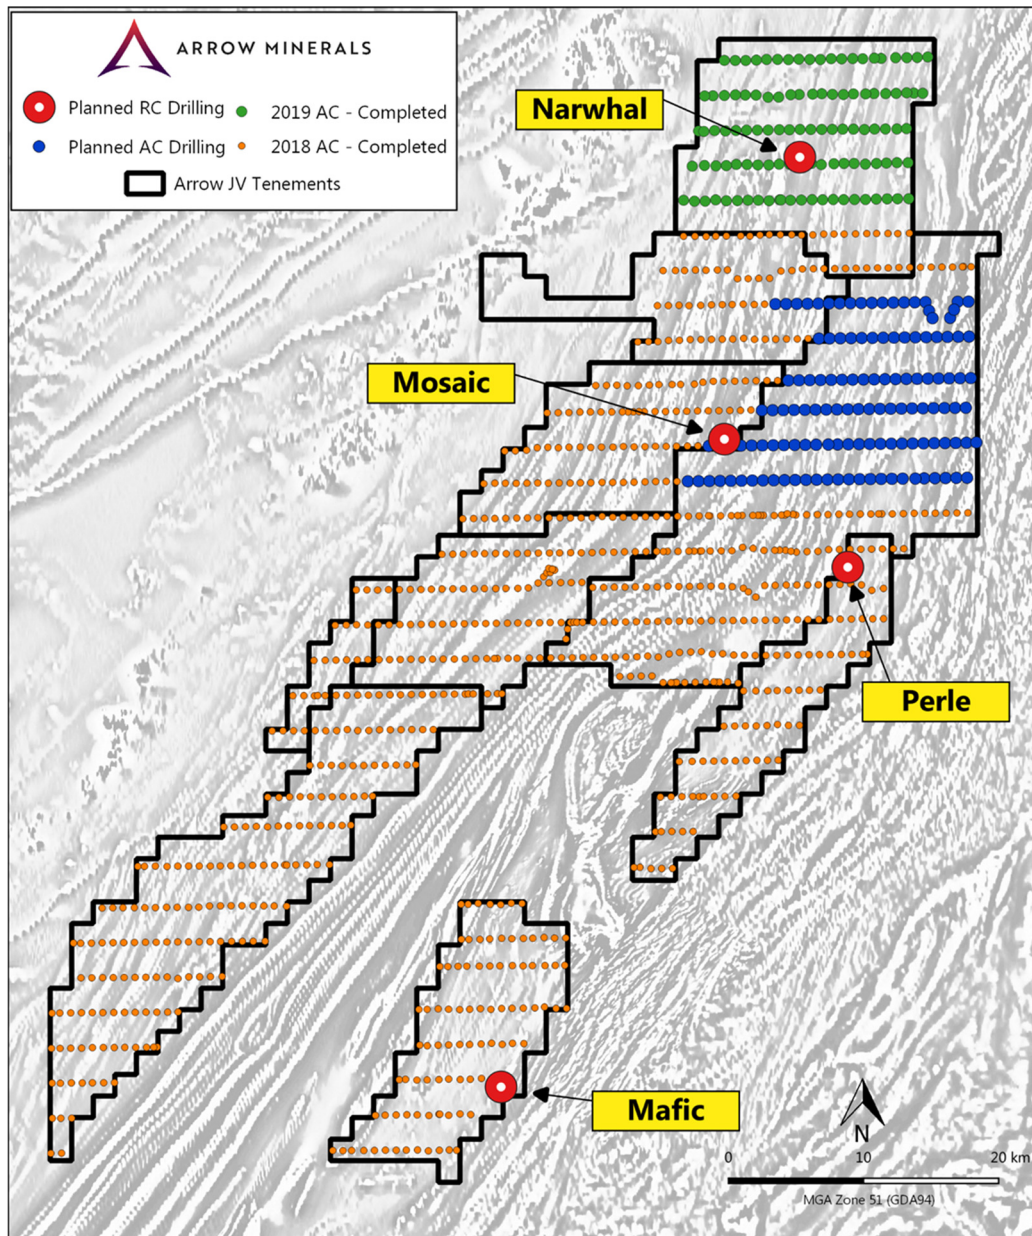 ARROW MINERALS
Planned RC Drilling
2019 AC - Completed
Planned AC Drilling
2018 AC - Completed
Arrow JV Tenements
Narwhal
Mosaic
Perle
Mafic
N
0 10 20 km
MGA Zone 51 (GDA94)